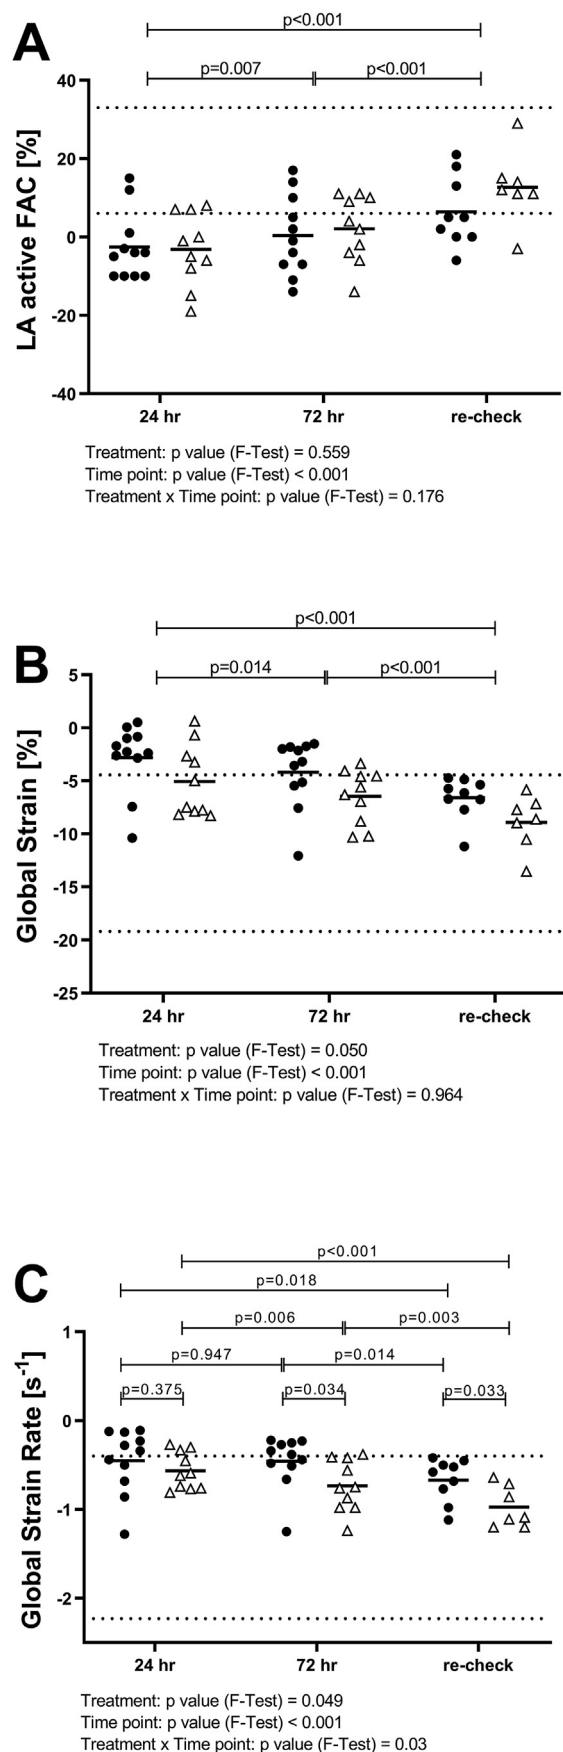 A
p<0.001
p=0.007
p<0.001
LA active FAC [%]
40
20
0
-20
-40
24 hr
72 hr
re-check
Treatment: p value (F-Test) = 0.559
Time point: p value (F-Test) < 0.001
Treatment x Time point: p value (F-Test) = 0.176
B
p<0.001
p=0.014
p<0.001
Global Strain [%]
5
0
-5
-10
-15
-20
-25
24 hr
72 hr
re-check
Treatment: p value (F-Test) = 0.050
Time point: p value (F-Test) < 0.001
Treatment x Time point: p value (F-Test) = 0.964
C
p<0.001
p=0.018
p=0.006
p=0.003
p=0.947
p=0.014
p=0.375
p=0.034
p=0.033
Global Strain Rate [s⁻¹]
1
0
-1
-2
24 hr
72 hr
re-check
Treatment: p value (F-Test) = 0.049
Time point: p value (F-Test) < 0.001
Treatment x Time point: p value (F-Test) = 0.03